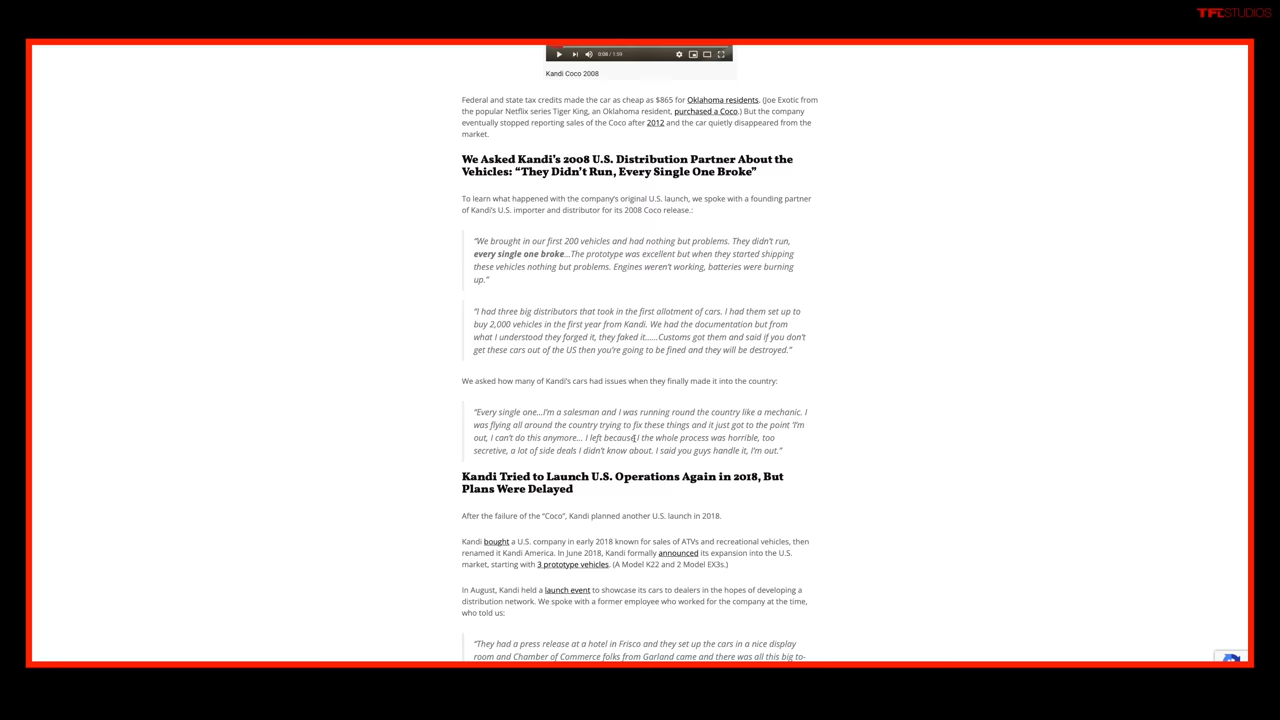 TFLSTUDIOS
0:08 / 1:59
Kandi Coco 2008
Federal and state tax credits made the car as cheap as $865 for Oklahoma residents. (Joe Exotic from
the popular Netflix series Tiger King, an Oklahoma resident, purchased a Coco.) But the company
eventually stopped reporting sales of the Coco after 2012 and the car quietly disappeared from the
market.
We Asked Kandi's 2008 U.S. Distribution Partner About the
Vehicles: “They Didn't Run, Every Single One Broke”
To learn what happened with the company's original U.S. launch, we spoke with a founding partner
of Kandi's U.S. importer and distributor for its 2008 Coco release.:
“We brought in our first 200 vehicles and had nothing but problems. They didn't run,
every single one broke…The prototype was excellent but when they started shipping
these vehicles nothing but problems. Engines weren't working, batteries were burning
up.”
“I had three big distributors that took in the first allotment of cars. I had them set up to
buy 2,000 vehicles in the first year from Kandi. We had the documentation but from
what I understood they forged it, they faked it……Customs got them and said if you don't
get these cars out of the US then you're going to be fined and they will be destroyed.”
We asked how many of Kandi's cars had issues when they finally made it into the country:
“Every single one…I'm a salesman and I was running round the country like a mechanic. I
was flying all around the country trying to fix these things and it just got to the point ‘I'm
out, I can't do this anymore… I left because the whole process was horrible, too
secretive, a lot of side deals I didn't know about. I said you guys handle it, I'm out.”
Kandi Tried to Launch U.S. Operations Again in 2018, But
Plans Were Delayed
After the failure of the “Coco”, Kandi planned another U.S. launch in 2018.
Kandi bought a U.S. company in early 2018 known for sales of ATVs and recreational vehicles, then
renamed it Kandi America. In June 2018, Kandi formally announced its expansion into the U.S.
market, starting with 3 prototype vehicles. (A Model K22 and 2 Model EX3s.)
In August, Kandi held a launch event to showcase its cars to dealers in the hopes of developing a
distribution network. We spoke with a former employee who worked for the company at the time,
who told us:
“They had a press release at a hotel in Frisco and they set up the cars in a nice display
room and Chamber of Commerce folks from Garland came and there was all this big to-